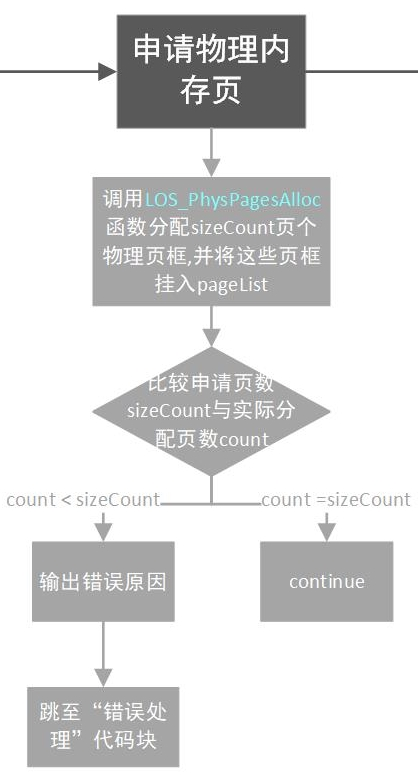 申请物理内
存页
调用LOS_PhysPagesAlloc
函数分配sizeCount页个
物理页框,并将这些页框
挂入pageList
比较申请页数
sizeCount与实际分
配页数count
count < sizeCount
count =sizeCount
输出错误原因
continue
跳至“错误处
理”代码块